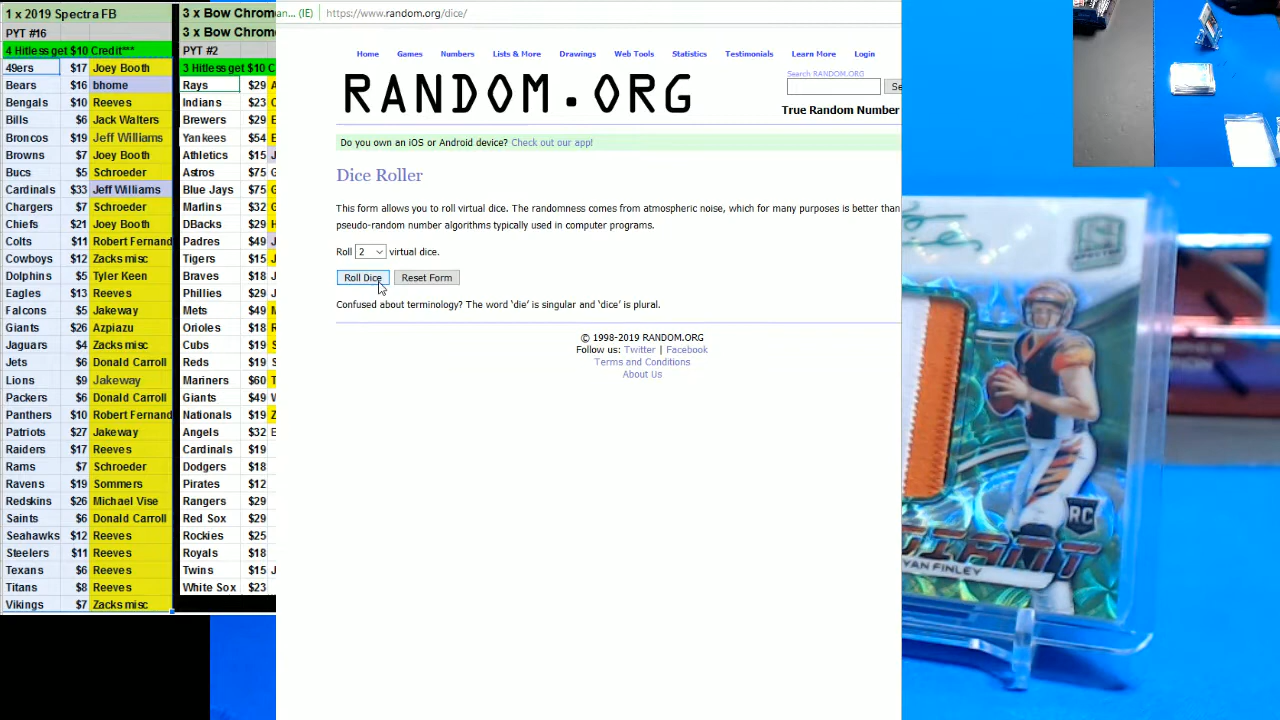 1 x 2019 Spectra FB
PYT #16
4 Hitless get $10 Credit***
49ers $17 Joey Booth
Bears $16 bhome
Bengals $10 Reeves
Bills $6 Jack Walters
Broncos $19 Jeff Williams
Browns $7 Joey Booth
Bucs $5 Schroeder
Cardinals $33 Jeff Williams
Chargers $7 Schroeder
Chiefs $21 Joey Booth
Colts $11 Robert Fernand
Cowboys $12 Zacks misc
Dolphins $5 Tyler Keen
Eagles $13 Reeves
Falcons $5 Jakeway
Giants $26 Azpiazu
Jaguars $4 Zacks misc
Jets $6 Donald Carroll
Lions $9 Jakeway
Packers $6 Donald Carroll
Panthers $10 Robert Fernand
Patriots $27 Jakeway
Raiders $17 Reeves
Rams $7 Schroeder
Ravens $19 Sommers
Redskins $26 Michael Vise
Saints $6 Donald Carroll
Seahawks $12 Reeves
Steelers $11 Reeves
Texans $6 Reeves
Titans $8 Reeves
Vikings $7 Zacks misc
3 x Bow Chrom
3 x Bow Chrom
PYT #2
3 Hitless get $10 C
Rays $29
Indians $23
Brewers $29
Yankees $54
Athletics $15
Astros $75
Blue Jays $75
Marlins $32
DBacks $29
Padres $49
Tigers $15
Braves $18
Phillies $29
Mets $49
Orioles $18
Cubs $19
Reds $19
Mariners $60
Giants $49
Nationals $19
Angels $32
Cardinals $19
Dodgers $18
Pirates $12
Rangers $29
Red Sox $29
Rockies $25
Royals $18
Twins $15
White Sox $23
an... (IE) https://www.random.org/dice/
Home Games Numbers Lists & More Drawings Web Tools Statistics Testimonials Learn More Login
RANDOM.ORG
Search RANDOM.ORG
Se
True Random Number
Do you own an iOS or Android device? Check out our app!
Dice Roller
This form allows you to roll virtual dice. The randomness comes from atmospheric noise, which for many purposes is better than
pseudo-random number algorithms typically used in computer programs.
Roll 2 virtual dice.
Roll Dice Reset Form
Confused about terminology? The word ‘die’ is singular and ‘dice’ is plural.
© 1998-2019 RANDOM.ORG
Follow us: Twitter | Facebook
Terms and Conditions
About Us
SPECTRA
RC
IANT
YAN FINLEY